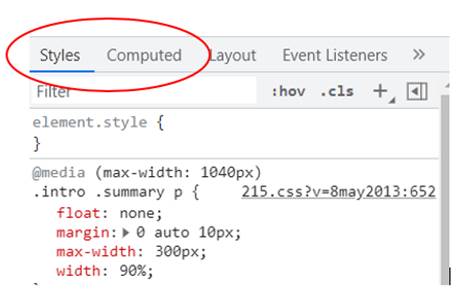 Styles Computed Layout Event Listeners »
Filter :hov .cls +
element.style {
}
@media (max-width: 1040px)
.intro .summary p { 215.css?v=8may2013:652
float: none;
margin:▶ 0 auto 10px;
max-width: 300px;
width: 90%;
}